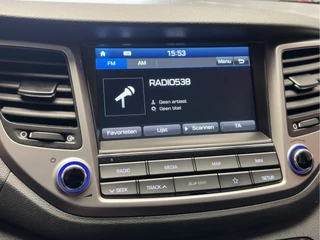 15:53
FM AM Menu
RADIO538
Geen artiest
Geen titel
Favorieten Lijst Scannen TA
RADIO MEDIA MAP NAV
SEEK TRACK SETUP